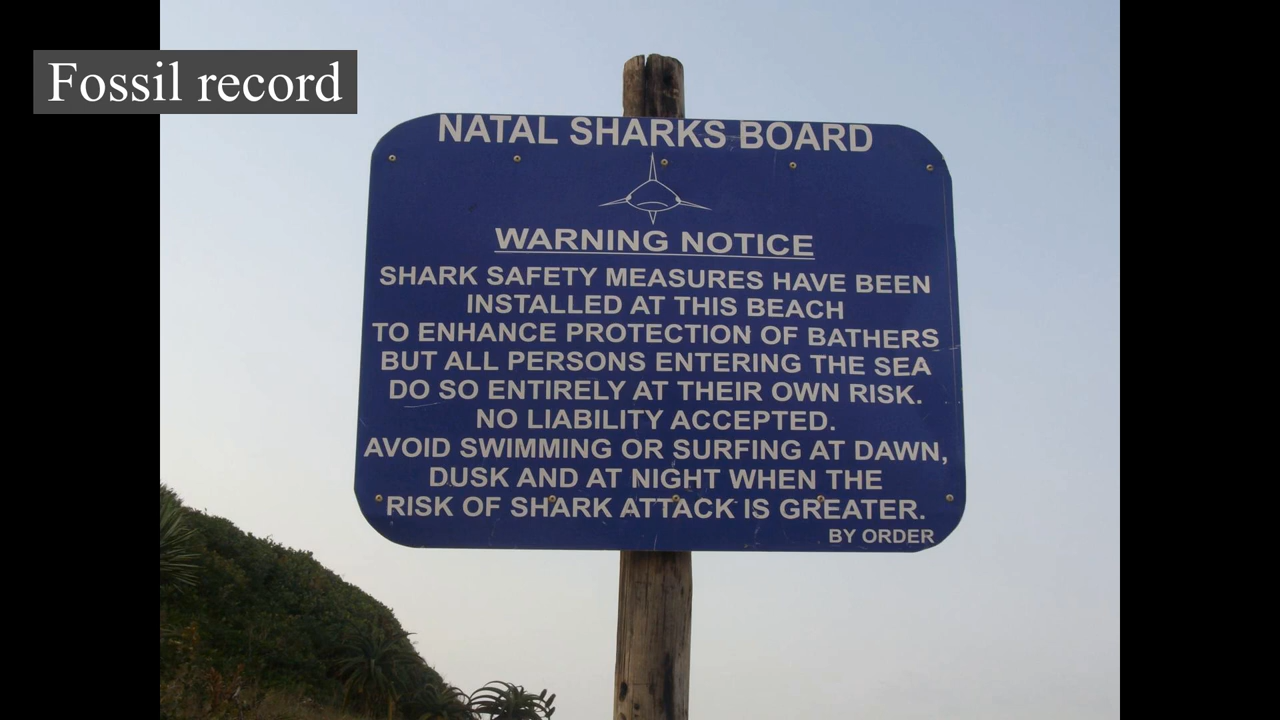 Fossil record
NATAL SHARKS BOARD
WARNING NOTICE
SHARK SAFETY MEASURES HAVE BEEN
INSTALLED AT THIS BEACH
TO ENHANCE PROTECTION OF BATHERS
BUT ALL PERSONS ENTERING THE SEA
DO SO ENTIRELY AT THEIR OWN RISK.
NO LIABILITY ACCEPTED.
AVOID SWIMMING OR SURFING AT DAWN,
DUSK AND AT NIGHT WHEN THE
RISK OF SHARK ATTACK IS GREATER.
BY ORDER